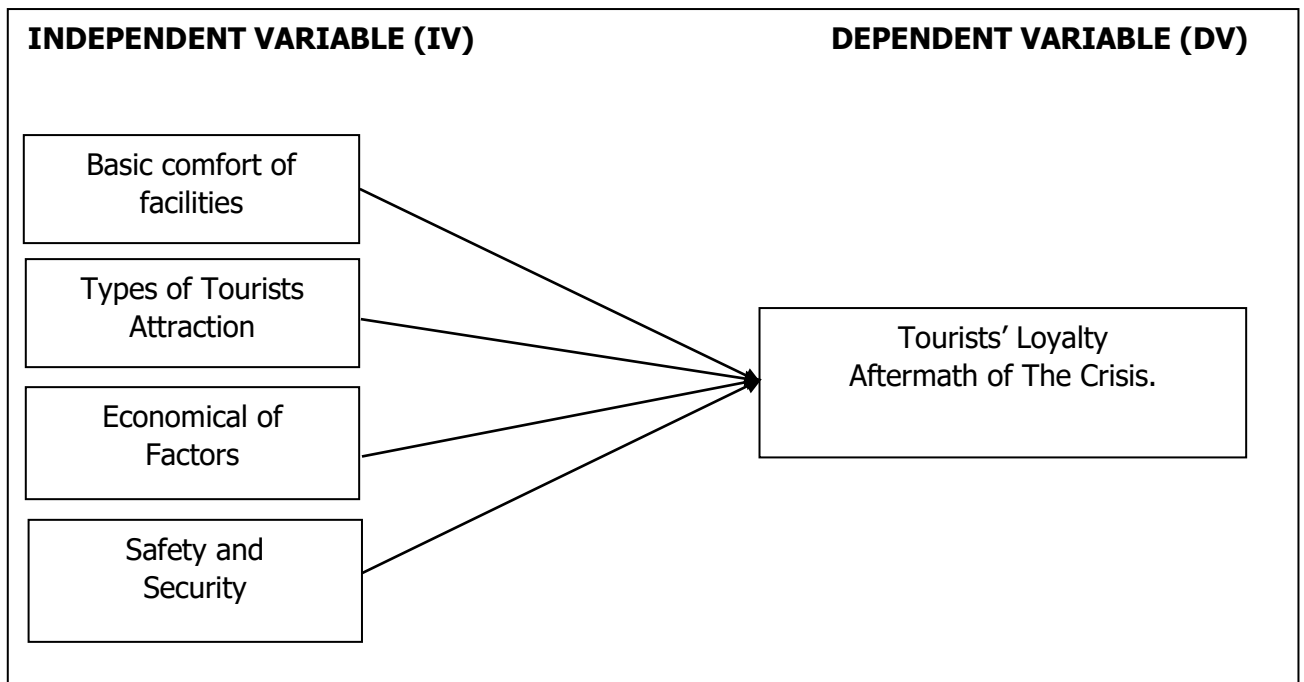 INDEPENDENT VARIABLE (IV)
DEPENDENT VARIABLE (DV)
Basic comfort of
facilities
Types of Tourists
Attraction
Economical of
Factors
Safety and
Security
Tourists’ Loyalty
Aftermath of The Crisis.